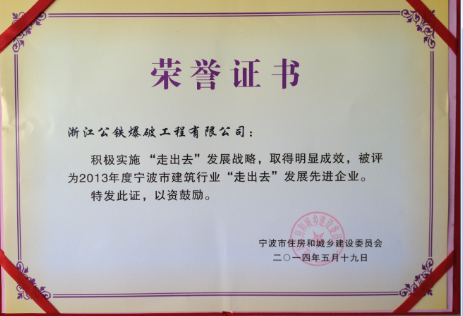 荣誉证书
浙江公铁爆破工程有限公司：
积极实施“走出去”发展战略，取得明显成效，被评
为2013年度宁波市建筑行业“走出去”发展先进企业。
特发此证，以资鼓励。
宁波市住房和城乡建设委员会
二〇一四年五月十九日